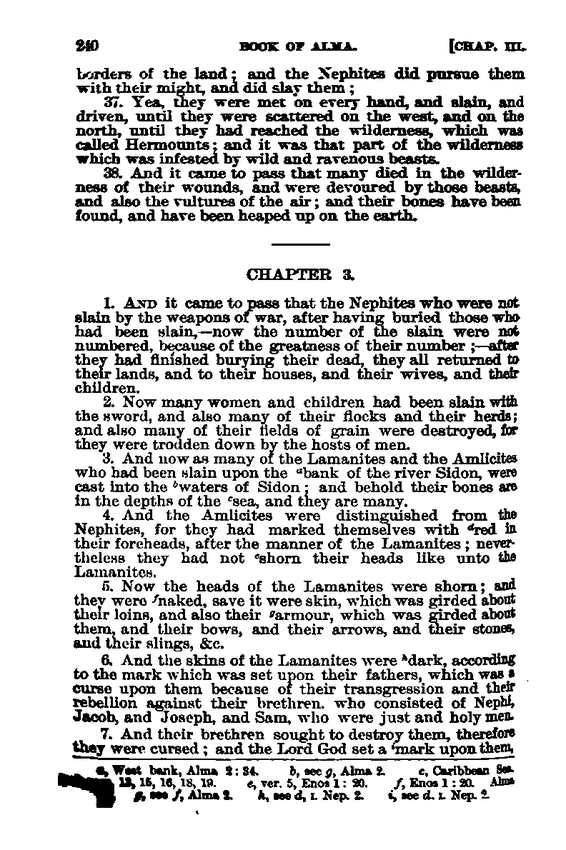 240 BOOK OF ALMA. [CHAP. III.
borders of the land; and the Nephites did pursue them
with their might, and did slay them;
37. Yea, they were met on every hand, and slain, and
driven, until they were scattered on the west, and on the
north, until they had reached the wilderness, which was
called Hermounts; and it was that part of the wilderness
which was infested by wild and ravenous beasts.
38. And it came to pass that many died in the wilder-
ness of their wounds, and were devoured by those beasts,
and also the vultures of the air; and their bones have been
found, and have been heaped up on the earth.
CHAPTER 3.
1. AND it came to pass that the Nephites who were not
slain by the weapons of war, after having buried those who
had been slain,—now the number of the slain were not
numbered, because of the greatness of their number;—after
they had finished burying their dead, they all returned to
their lands, and to their houses, and their wives, and their
children.
2. Now many women and children had been slain with
the sword, and also many of their flocks and their herds;
and also many of their fields of grain were destroyed, for
they were trodden down by the hosts of men.
3. And now as many of the Lamanites and the Amlicites
who had been slain upon the ᵃbank of the river Sidon, were
cast into the ᵇwaters of Sidon; and behold their bones are
in the depths of the ᶜsea, and they are many.
4. And the Amlicites were distinguished from the
Nephites, for they had marked themselves with ᵈred in
their foreheads, after the manner of the Lamanites; never-
theless they had not ᵉshorn their heads like unto the
Lamanites.
5. Now the heads of the Lamanites were shorn; and
they were ᶠnaked, save it were skin, which was girded about
their loins, and also their ᵍarmour, which was girded about
them, and their bows, and their arrows, and their stones,
and their slings, &c.
6. And the skins of the Lamanites were ʰdark, according
to the mark which was set upon their fathers, which was a
curse upon them because of their transgression and their
rebellion against their brethren. who consisted of Nephi,
Jacob, and Joseph, and Sam, who were just and holy men.
7. And their brethren sought to destroy them, therefore
they were cursed; and the Lord God set a ⁱmark upon them,
a, West bank, Alma 2: 34. b, see g, Alma 2. c, Caribbean Sea.
13, 15, 16, 18, 19. e, ver. 5, Enos 1: 20. f, Enos 1: 20. Alma
g, see f, Alma 2. h, see d, I. Nep. 2. i, see d. I. Nep. 2